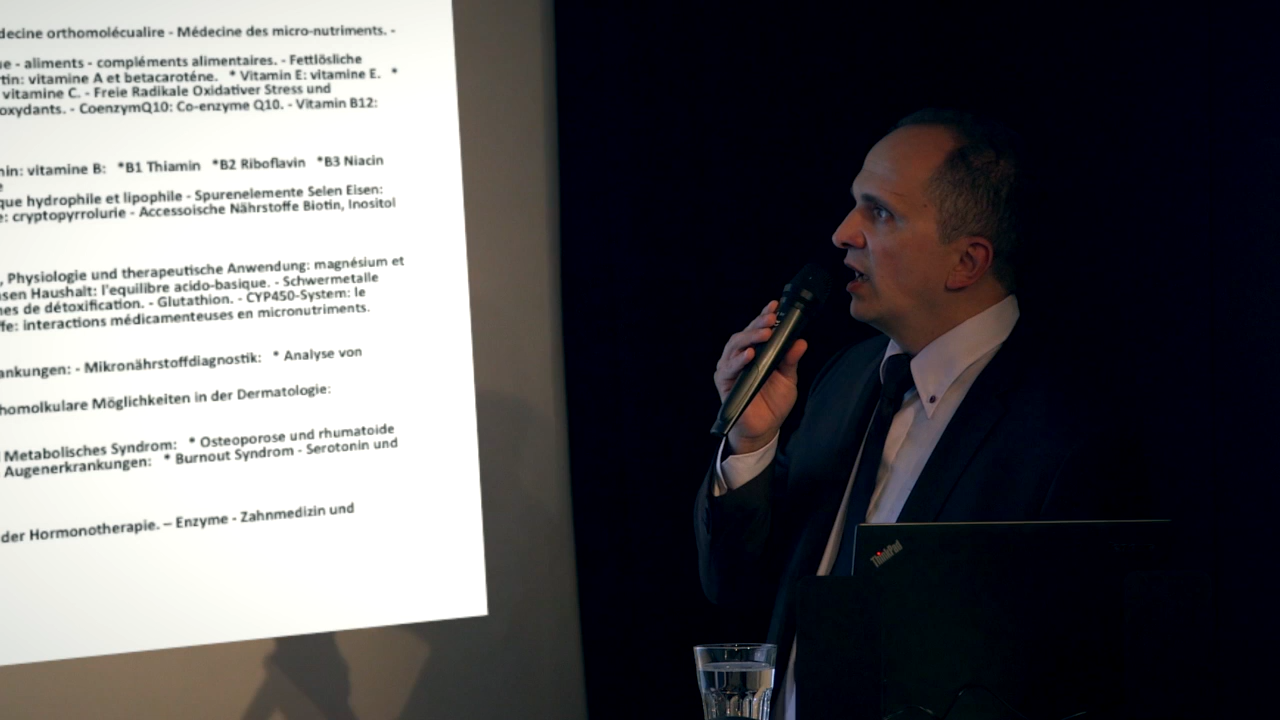 decine orthomolécualire - Médecine des micro-nutriments. -
ue - aliments - compléments alimentaires. - Fettlösliche
tin: vitamine A et betacaroténe. * Vitamin E: vitamine E. *
vitamine C. - Freie Radikale Oxidativer Stress und
oxydants. - CoenzymQ10: Co-enzyme Q10. - Vitamin B12:
nin: vitamine B: *B1 Thiamin *B2 Riboflavin *B3 Niacin
e
que hydrophile et lipophile - Spurenelemente Selen Eisen:
e: cryptopyrrolurie - Accessoische Nährstoffe Biotin, Inositol
, Physiologie und therapeutische Anwendung: magnésium et
asen Haushalt: l'equilibre acido-basique. - Schwermetalle
nes de détoxification. - Glutathion. - CYP450-System: le
ffe: interactions médicamenteuses en micronutriments.
ankungen: - Mikronährstoffdiagnostik: * Analyse von
homolkulare Möglichkeiten in der Dermatologie:
Metabolisches Syndrom: * Osteoporose und rhumatoide
Augenerkrankungen: * Burnout Syndrom - Serotonin und
der Hormonotherapie. – Enzyme - Zahnmedizin und
ThinkPad